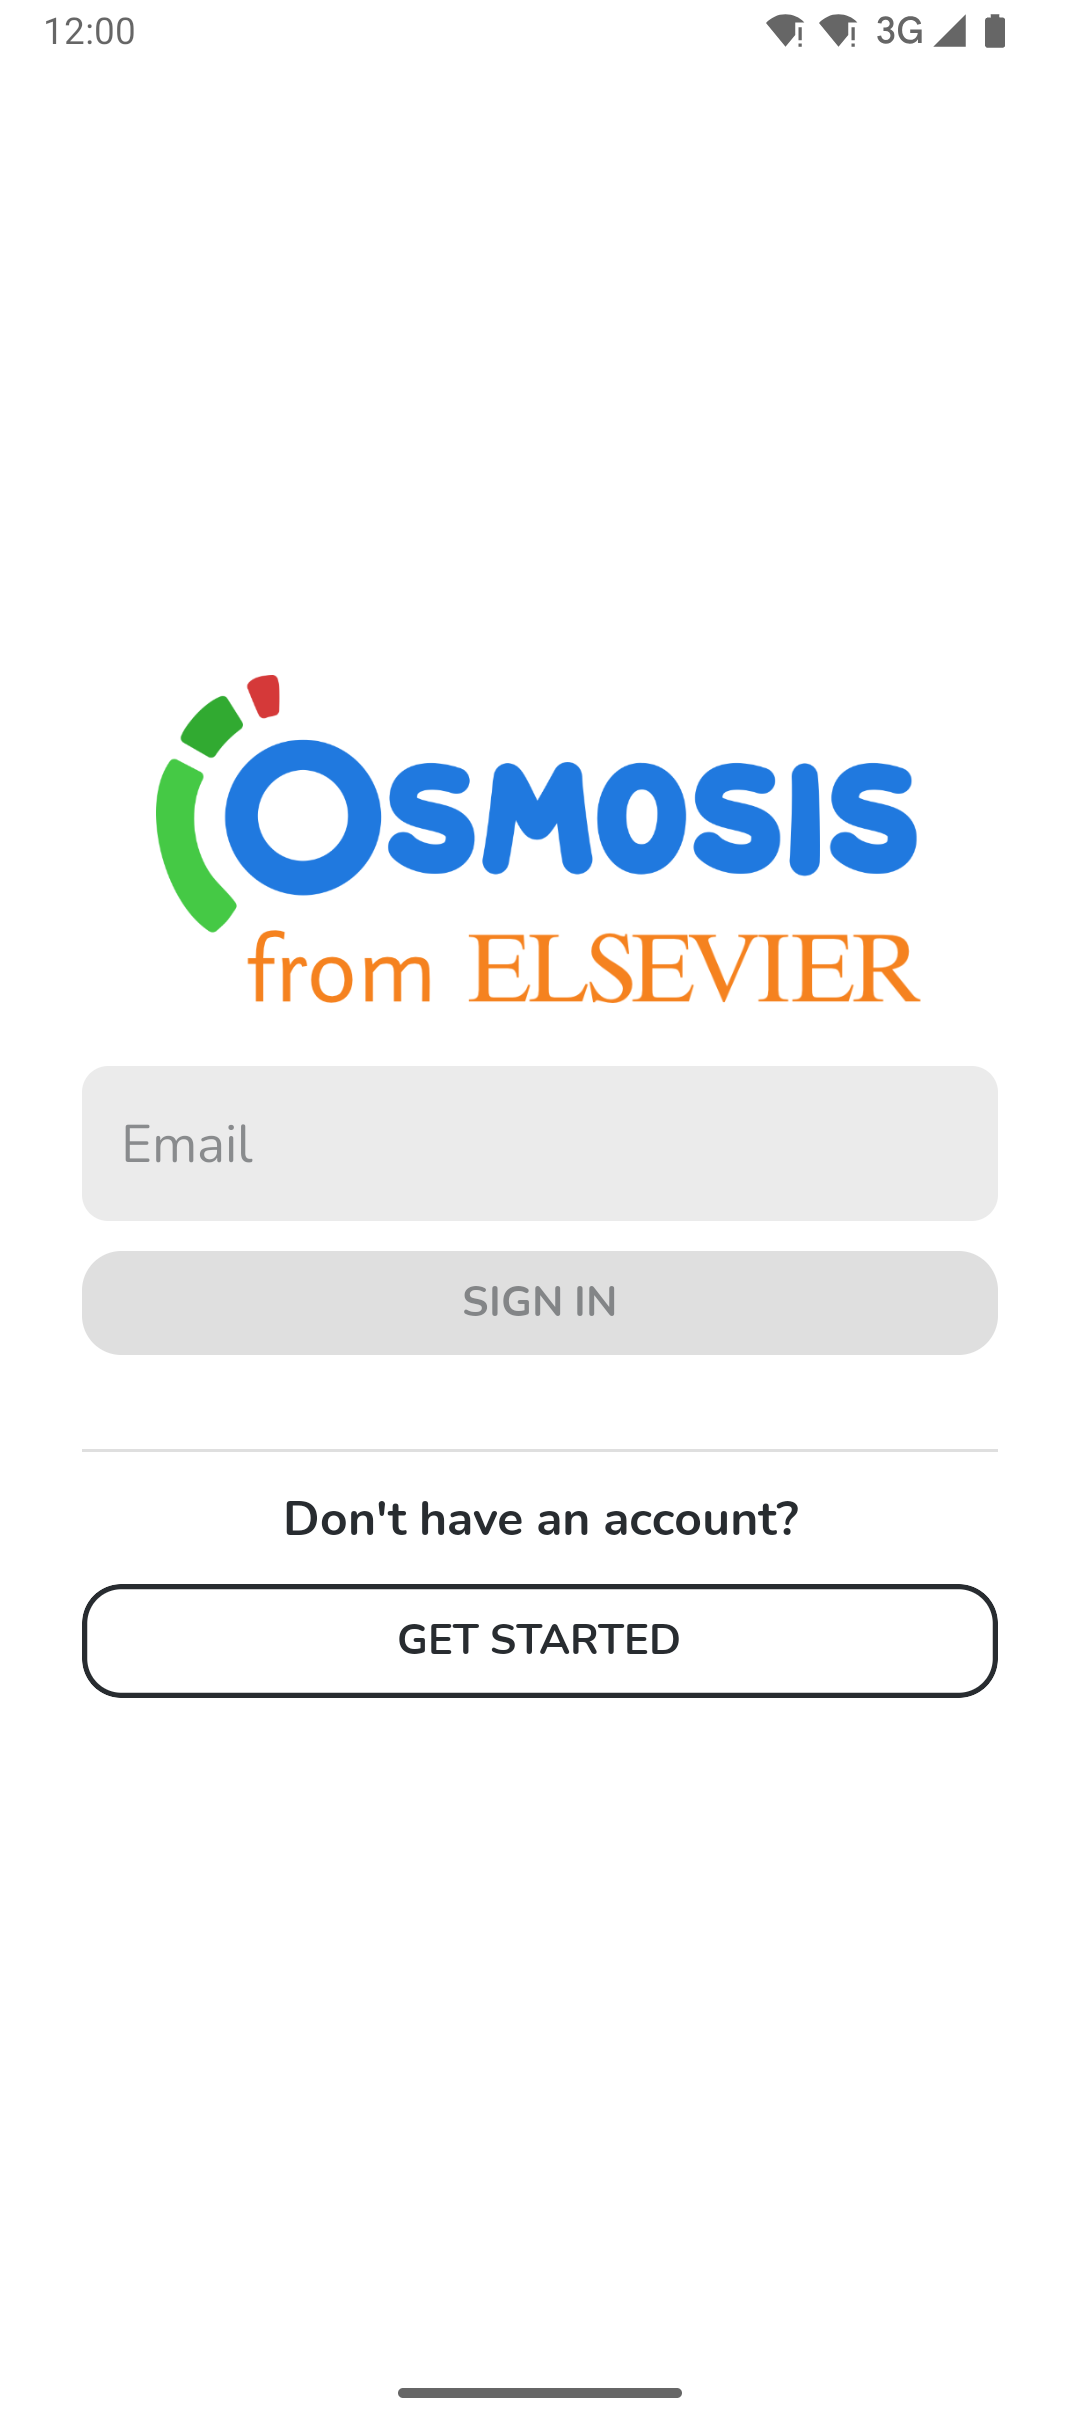 12:00
3G
OSMOSIS
from ELSEVIER
Email
SIGN IN
Don't have an account?
GET STARTED